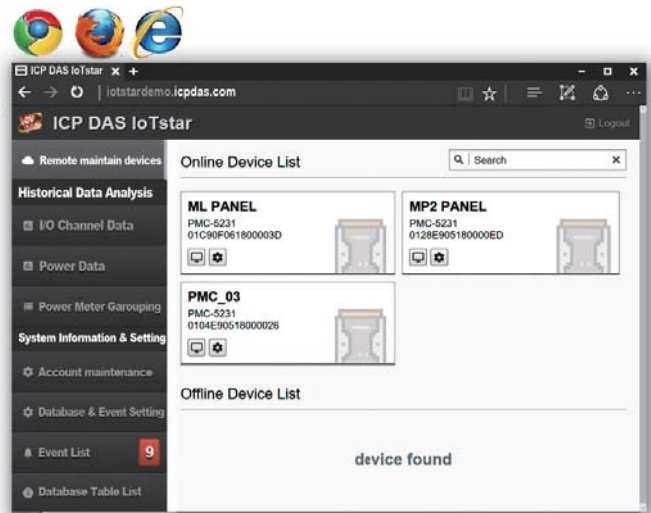 ICP DAS IoTstar x +
iotstardemo.icpdas.com
ICP DAS IoTstar
Logout
Remote maintain devices
Historical Data Analysis
I/O Channel Data
Power Data
Power Meter Garouping
System Information & Setting
Account maintenance
Database & Event Setting
Event List 9
Database Table List
Online Device List
Search x
ML PANEL
PMC-5231
01C90F061800003D
MP2 PANEL
PMC-5231
0128E905180000ED
PMC_03
PMC-5231
0104E90518000026
Offline Device List
device found